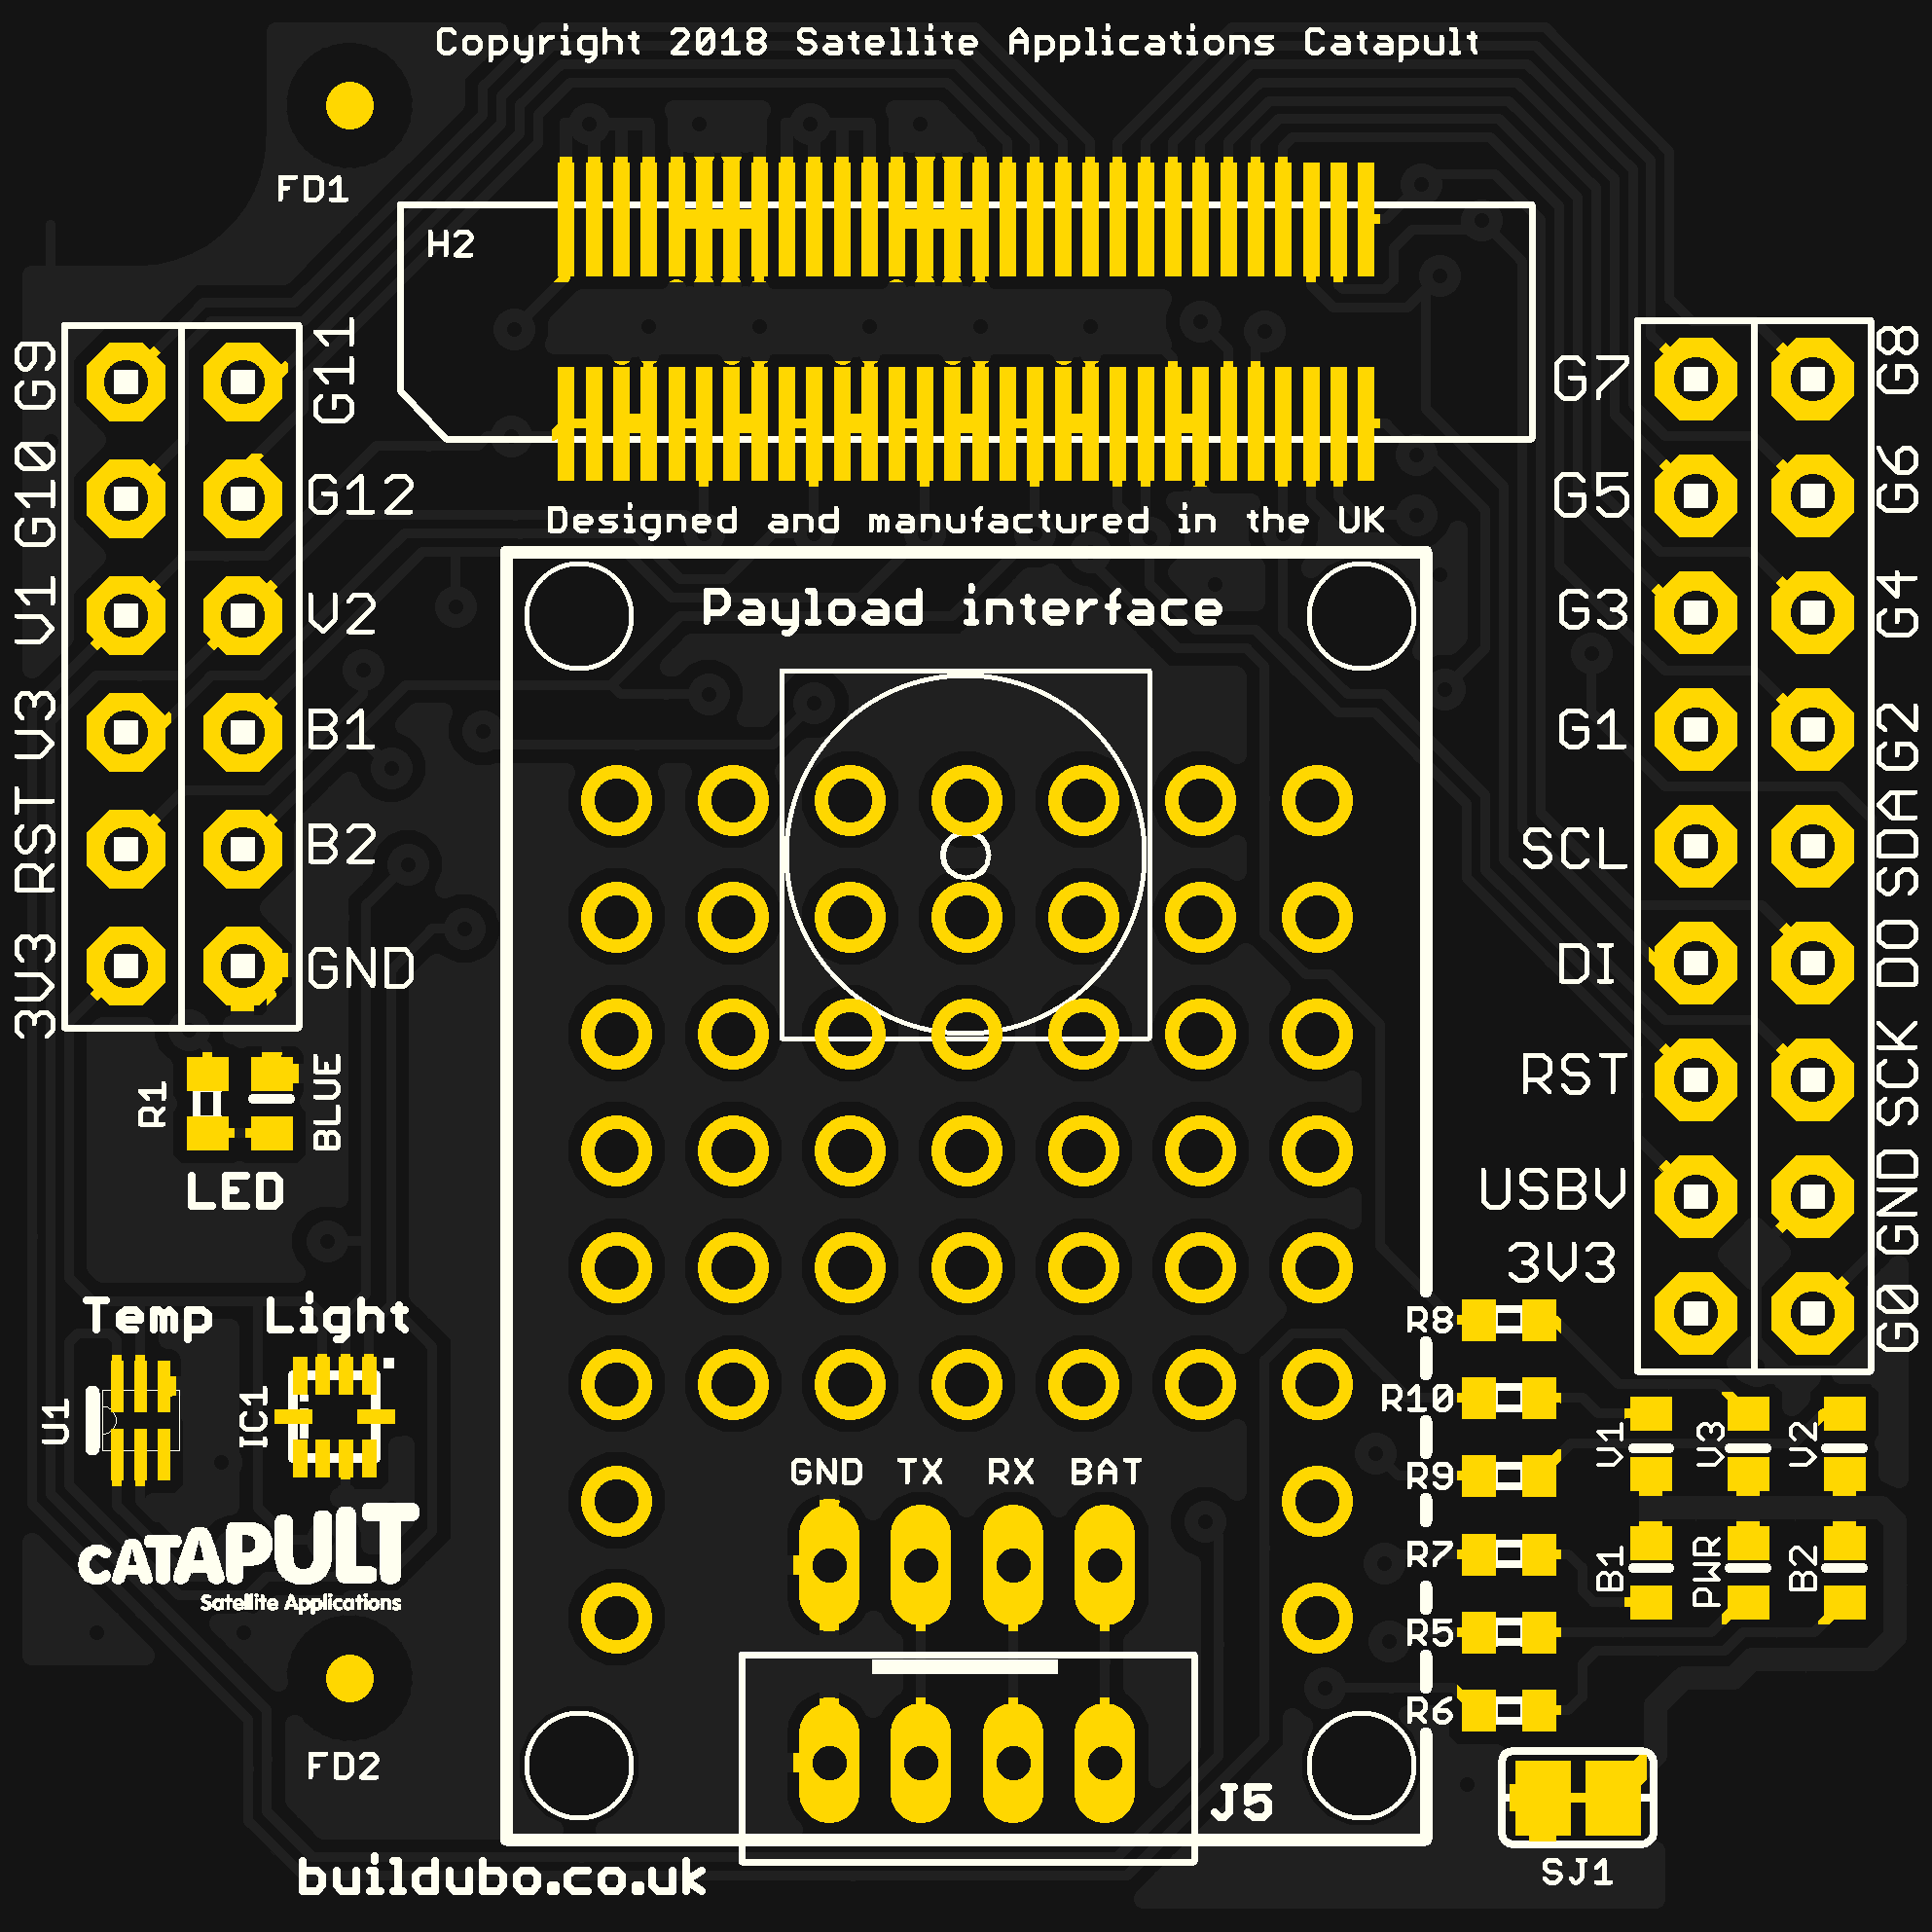 Copyright 2018 Satellite Applications Catapult
FD1
H2
G9
G11
G7
G8
G10
G12
G5
G6
Designed and manufactured in the UK
Payload interface
V1
V2
G3
G4
V3
B1
G1
G2
RST
B2
SCL
SDA
3V3
GND
DI
DO
R1
BLUE
RST
SCK
LED
USBV
GND
3V3
G0
Temp
Light
R8
R10
U1
IC1
V1
V3
V2
GND TX RX BAT
R9
CATAPULT
Satellite Applications
R7
B1
PWR
B2
R5
R6
FD2
J5
SJ1
buildubo.co.uk